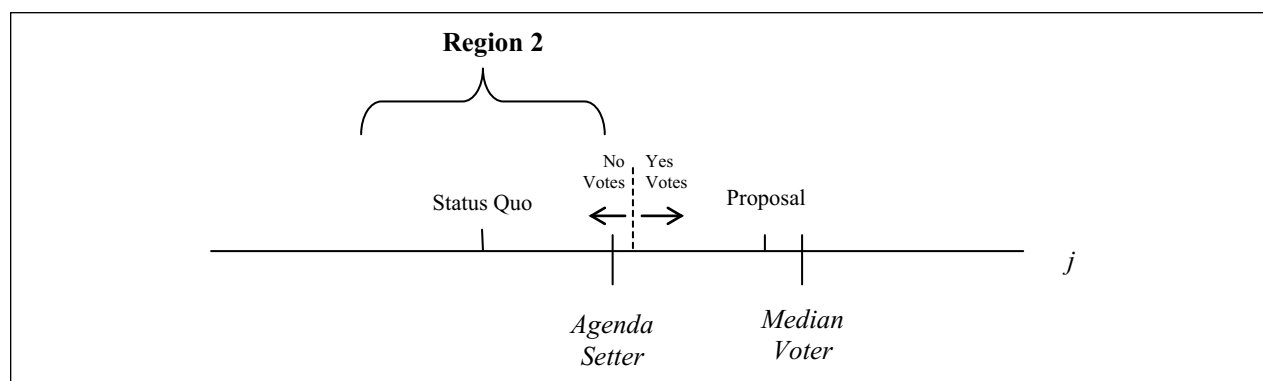 Region 2
No Yes
Votes Votes
Status Quo
Proposal
j
Agenda
Setter
Median
Voter